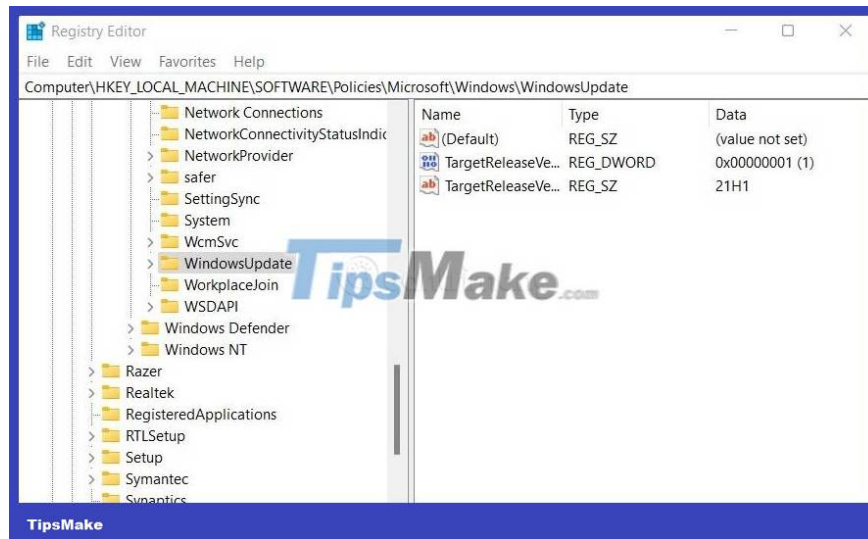 Registry Editor
File Edit View Favorites Help
Computer\HKEY_LOCAL_MACHINE\SOFTWARE\Policies\Microsoft\Windows\WindowsUpdate
Network Connections
NetworkConnectivityStatusIndic
NetworkProvider
safer
SettingSync
System
WcmSvc
WindowsUpdate
WorkplaceJoin
WSDAPI
Windows Defender
Windows NT
Razer
Realtek
RegisteredApplications
RTLSetup
Setup
Symantec
Synaptics
Name Type Data
(Default) REG_SZ (value not set)
TargetReleaseVe... REG_DWORD 0x00000001 (1)
TargetReleaseVe... REG_SZ 21H1
TipsMake.com
TipsMake